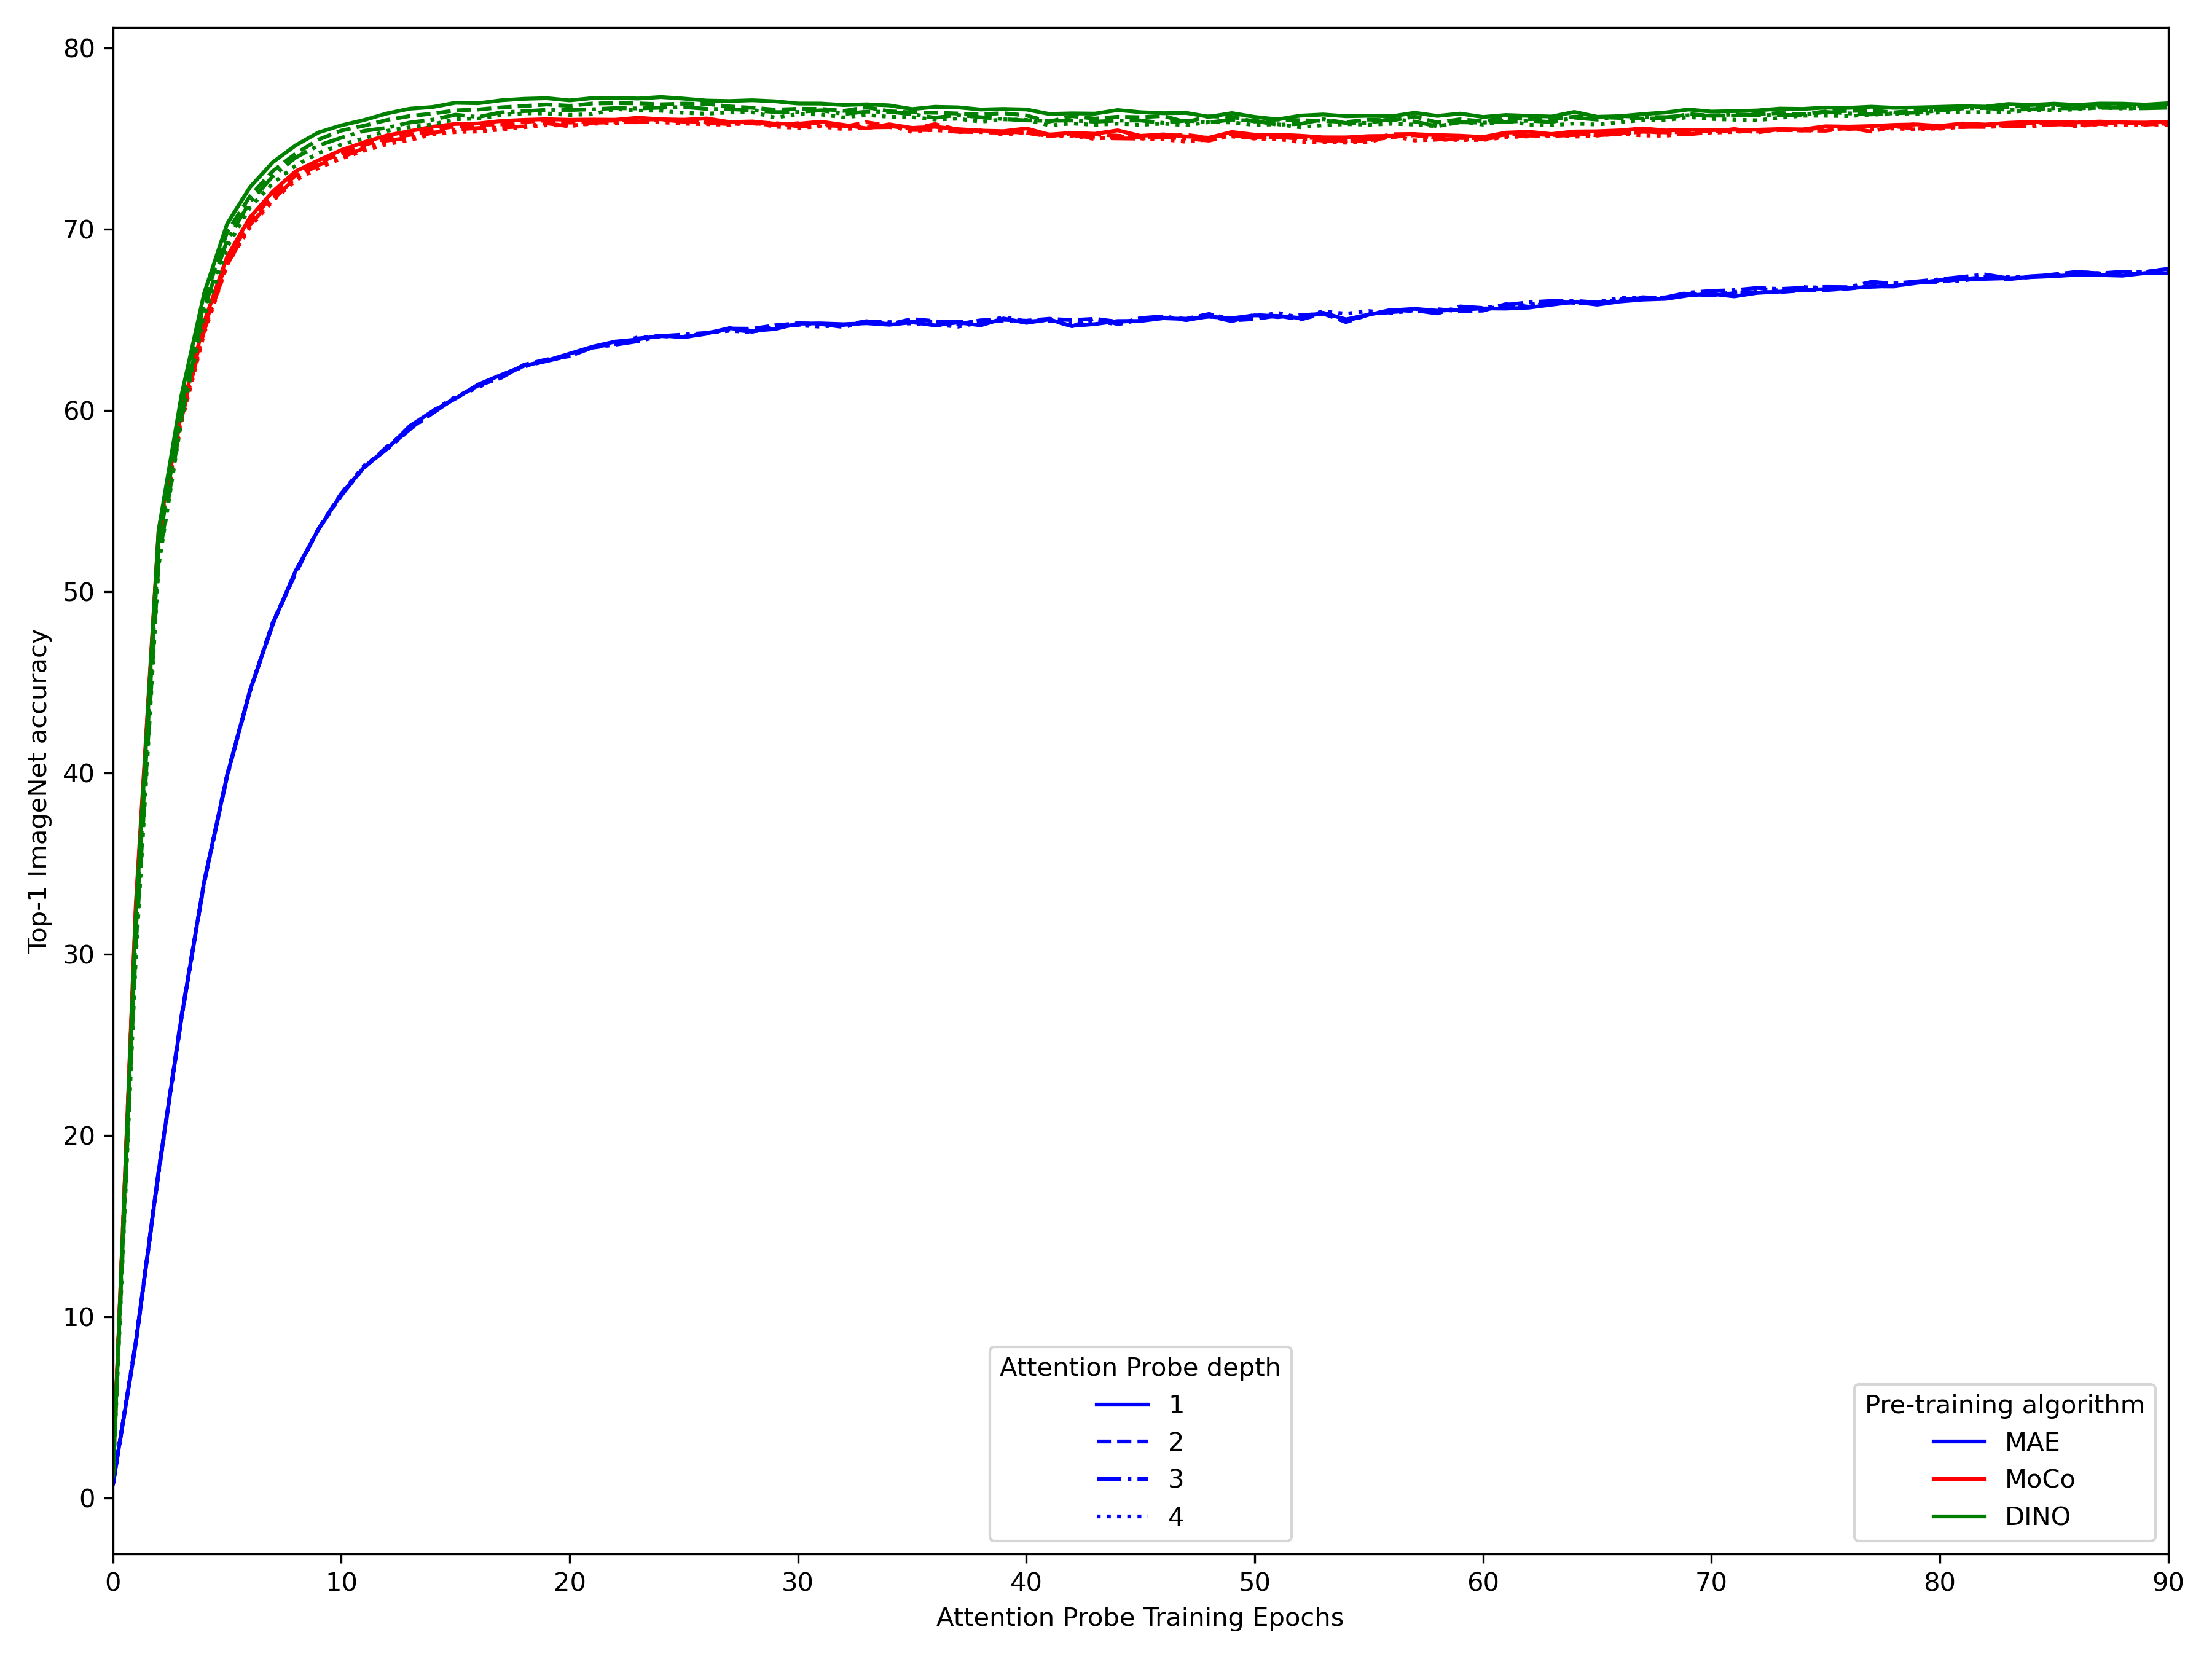 80
70
60
50
40
30
20
10
0
Top-1 ImageNet accuracy
0 10 20 30 40 50 60 70 80 90
Attention Probe Training Epochs
Attention Probe depth
1
2
3
4
Pre-training algorithm
MAE
MoCo
DINO